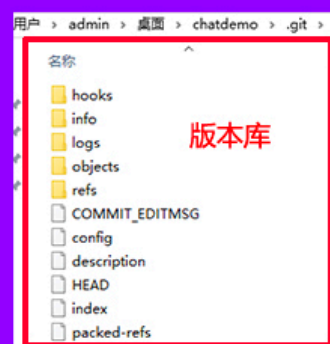 用户 > admin > 桌面 > chatdemo > .git >
名称
hooks
info
版本库
logs
objects
refs
COMMIT_EDITMSG
config
description
HEAD
index
packed-refs